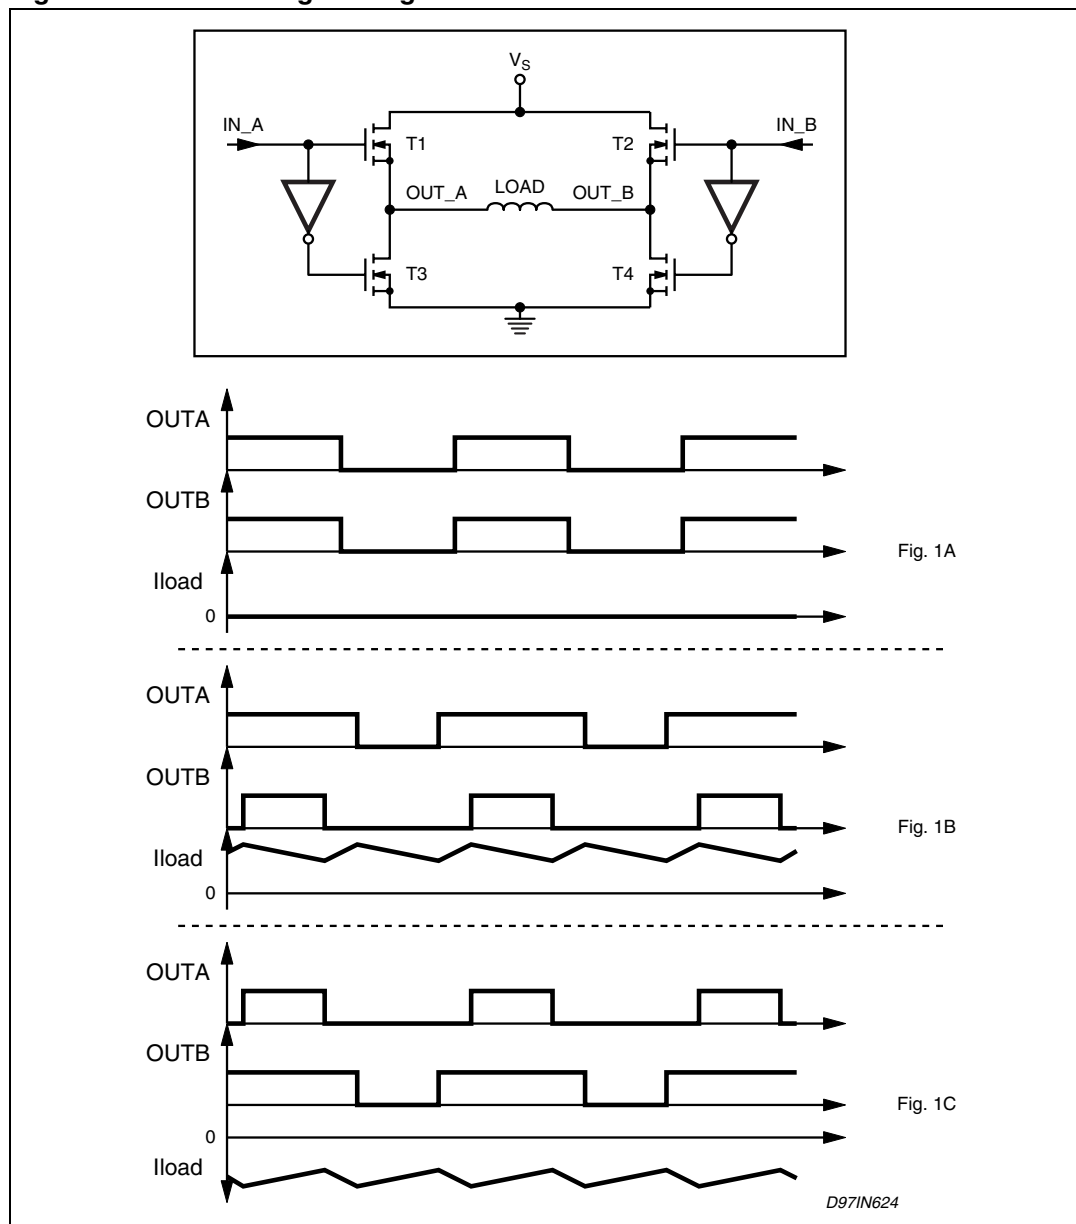 VS
IN_A
IN_B
T1
T2
OUT_A
LOAD
OUT_B
T3
T4
OUTA
OUTB
Fig. 1A
Iload
0
OUTA
OUTB
Fig. 1B
Iload
0
OUTA
OUTB
Fig. 1C
0
Iload
D97IN624